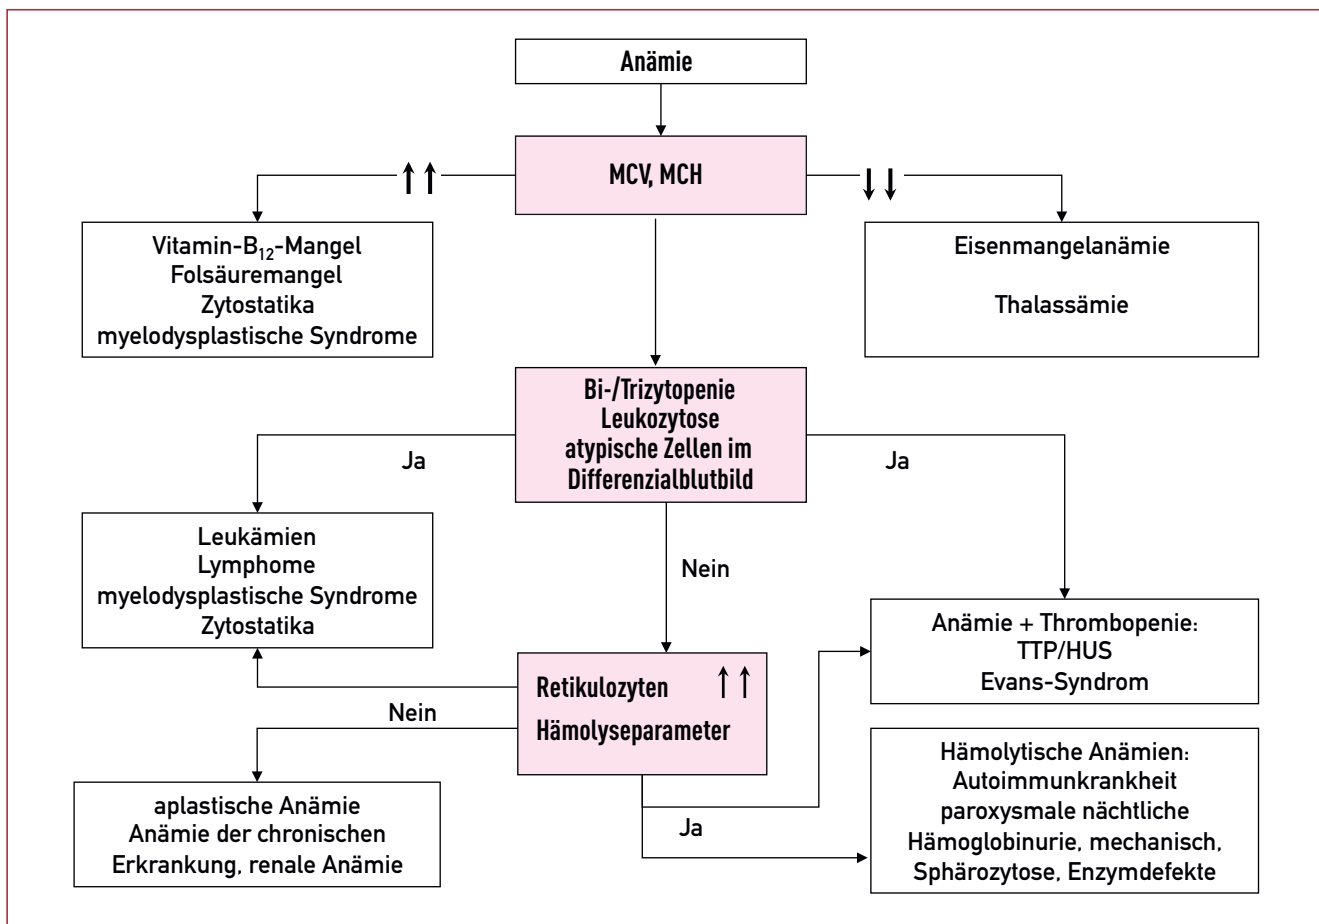 Anämie
MCV, MCH
Vitamin-B₁₂-Mangel
Folsäuremangel
Zytostatika
myelodysplastische Syndrome
Eisenmangelanämie
Thalassämie
Bi-/Trizytopenie
Leukozytose
atypische Zellen im
Differenzialblutbild
Ja
Ja
Leukämien
Lymphome
myelodysplastische Syndrome
Zytostatika
Nein
Anämie + Thrombopenie:
TTP/HUS
Evans-Syndrom
Retikulozyten
Hämolyseparameter
Nein
Ja
aplastische Anämie
Anämie der chronischen
Erkrankung, renale Anämie
Hämolytische Anämien:
Autoimmunkrankheit
paroxysmale nächtliche
Hämoglobinurie, mechanisch,
Sphärozytose, Enzymdefekte